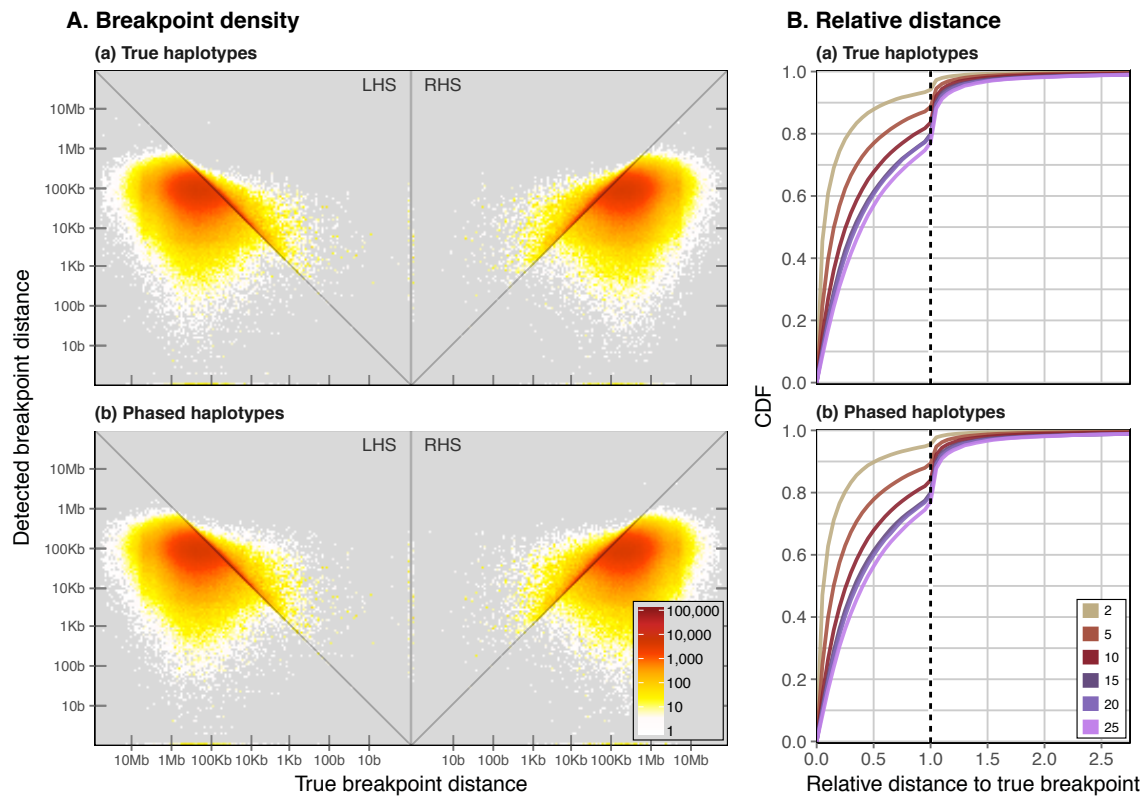 A. Breakpoint density
(a) True haplotypes
LHS RHS
10Mb
1Mb
100Kb
10Kb
1Kb
100b
10b
(b) Phased haplotypes
LHS RHS
10Mb
1Mb
100Kb
10Kb
1Kb
100b
10b
100,000
10,000
1,000
100
10
1
10Mb 1Mb 100Kb 10Kb 1Kb 100b 10b 10b 100b 1Kb 10Kb 100Kb 1Mb 10Mb
True breakpoint distance
Detected breakpoint distance
B. Relative distance
(a) True haplotypes
1.0
0.8
0.6
0.4
0.2
0.0
(b) Phased haplotypes
1.0
0.8
0.6
0.4
0.2
0.0
2
5
10
15
20
25
0.0 0.5 1.0 1.5 2.0 2.5
Relative distance to true breakpoint
CDF